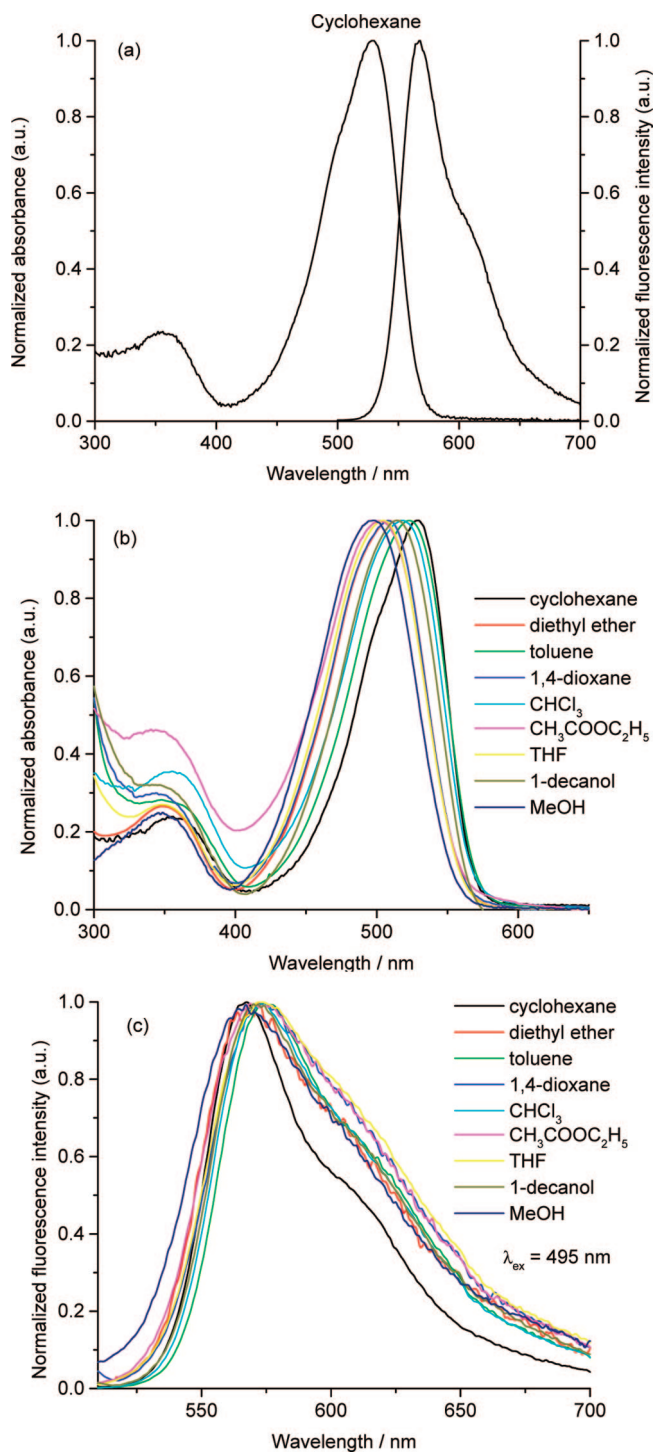 Cyclohexane
(a)
1.0
0.8
0.6
0.4
0.2
0.0
Normalized absorbance (a.u.)
1.0
0.8
0.6
0.4
0.2
0.0
Normalized fluorescence intensity (a.u.)
300 400 500 600 700
Wavelength / nm
(b)
1.0
0.8
0.6
0.4
0.2
0.0
Normalized absorbance (a.u.)
cyclohexane
diethyl ether
toluene
1,4-dioxane
CHCl₃
CH₃COOC₂H₅
THF
1-decanol
MeOH
300 400 500 600
Wavelength / nm
(c)
1.0
0.8
0.6
0.4
0.2
0.0
Normalized fluorescence intensity (a.u.)
cyclohexane
diethyl ether
toluene
1,4-dioxane
CHCl₃
CH₃COOC₂H₅
THF
1-decanol
MeOH
λex = 495 nm
550 600 650 700
Wavelength / nm